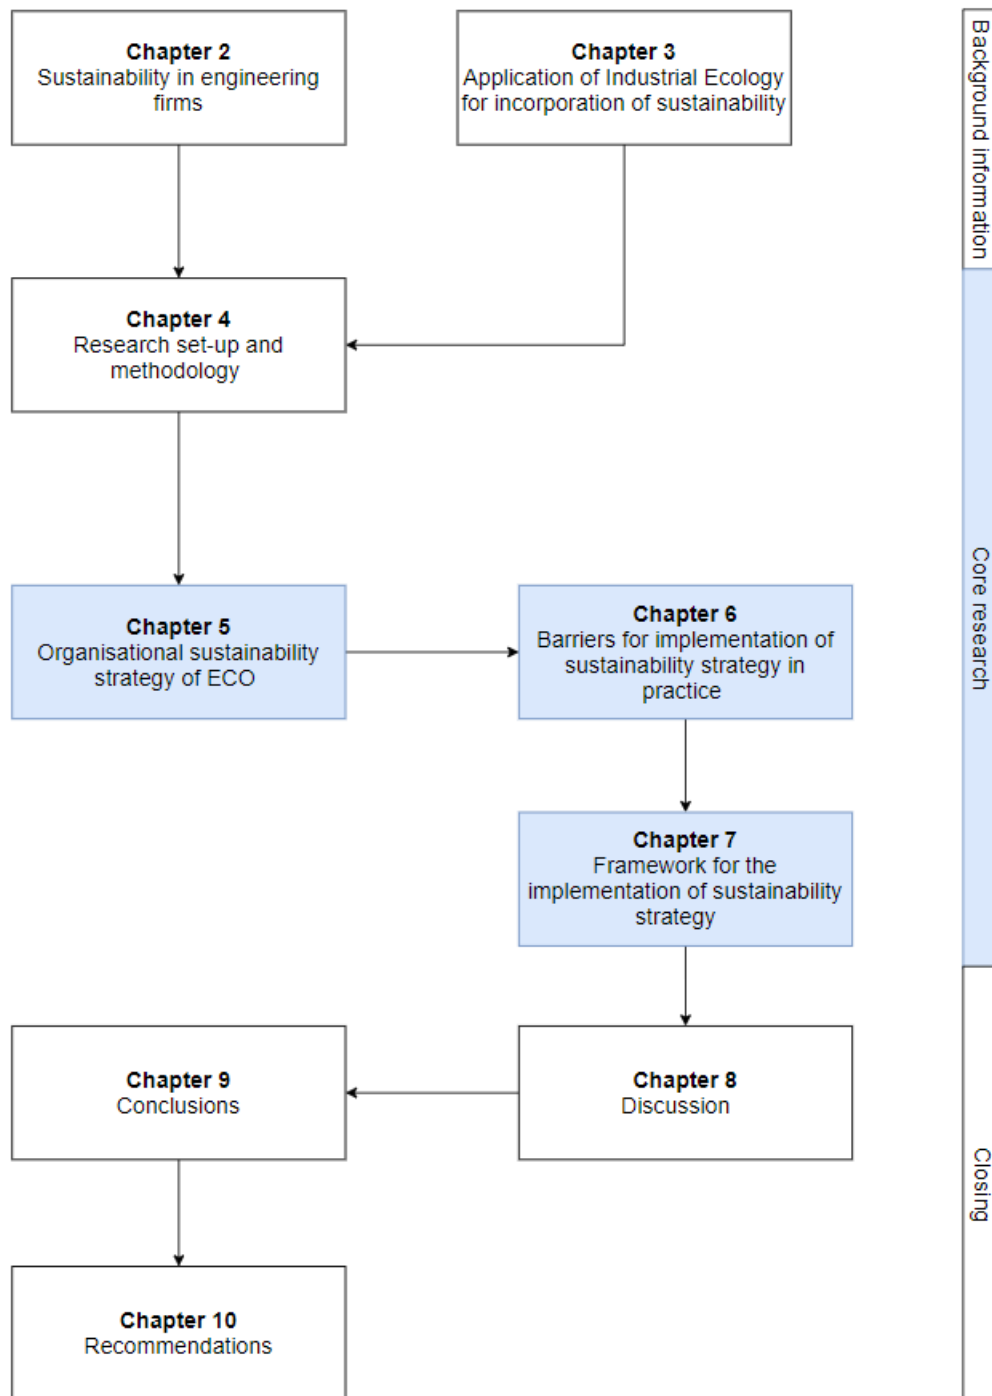 Chapter 2
Sustainability in engineering
firms
Chapter 3
Application of Industrial Ecology
for incorporation of sustainability
Background information
Chapter 4
Research set-up and
methodology
Core research
Chapter 5
Organisational sustainability
strategy of ECO
Chapter 6
Barriers for implementation of
sustainability strategy in
practice
Chapter 7
Framework for the
implementation of sustainability
strategy
Chapter 8
Discussion
Chapter 9
Conclusions
Closing
Chapter 10
Recommendations